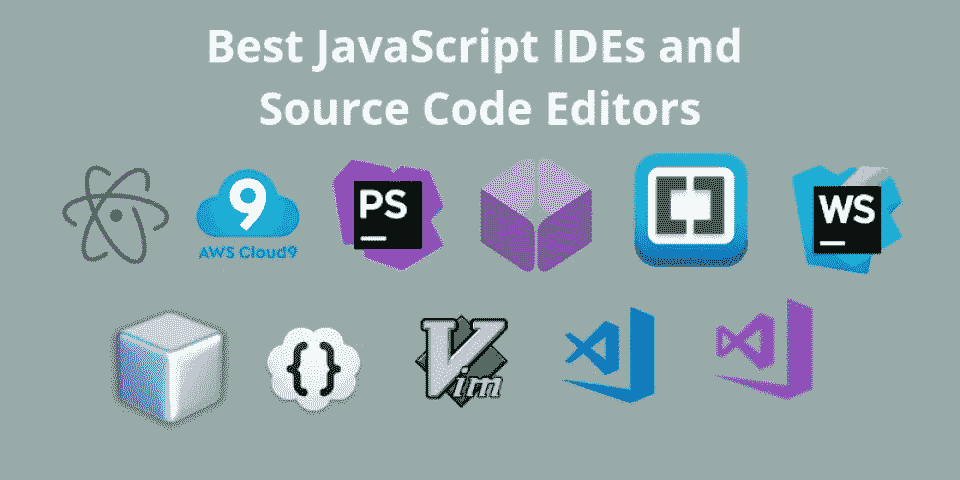 Best JavaScript IDEs and
Source Code Editors
9
AWS Cloud9
PS
WS
{}
Vim